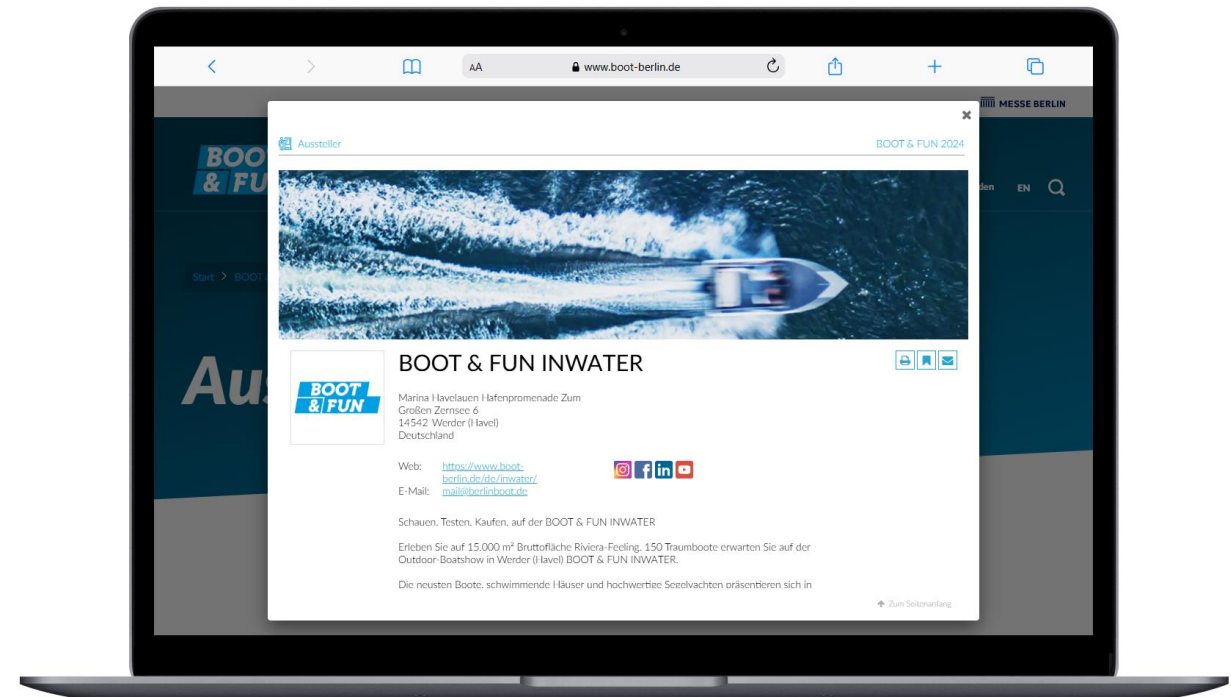 AA
www.boot-berlin.de
MESSE BERLIN
Aussteller
BOOT & FUN 2024
BOO
& FU
den
EN
Start > BOOT
Aus
BOOT
& FUN
BOOT & FUN INWATER
Marina Havelauen Hafenpromenade Zum
Großen Zernsee 6
14542 Werder (Havel)
Deutschland
Web: https://www.boot-
berlin.de/de/inwater/
E-Mail: mail@berlinboot.de
Schauen. Testen. Kaufen. auf der BOOT & FUN INWATER
Erleben Sie auf 15.000 m² Bruttofläche Riviera-Feeling. 150 Traumboote erwarten Sie auf der
Outdoor-Boatshow in Werder (Havel) BOOT & FUN INWATER.
Die neusten Boote, schwimmende Häuser und hochwertige Segelyachten präsentieren sich in
Zum Seitenanfang